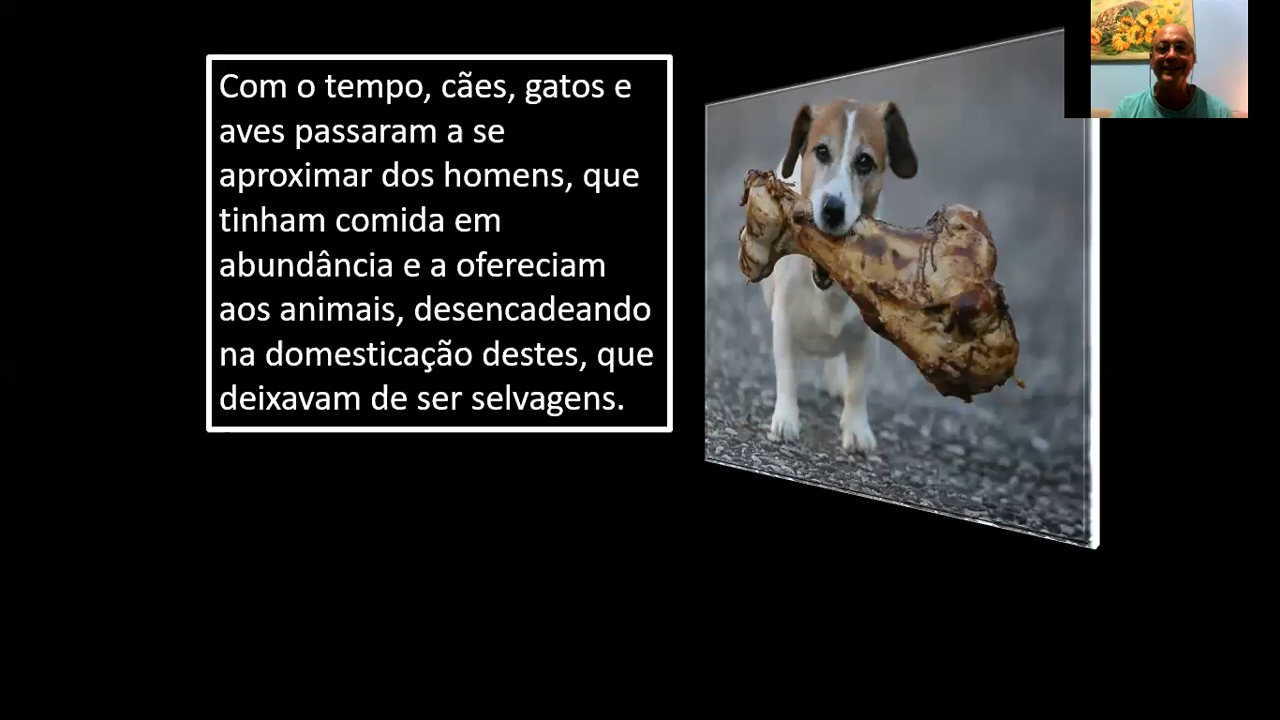 Com o tempo, cães, gatos e
aves passaram a se
aproximar dos homens, que
tinham comida em
abundância e a ofereciam
aos animais, desencadeando
na domesticação destes, que
deixavam de ser selvagens.